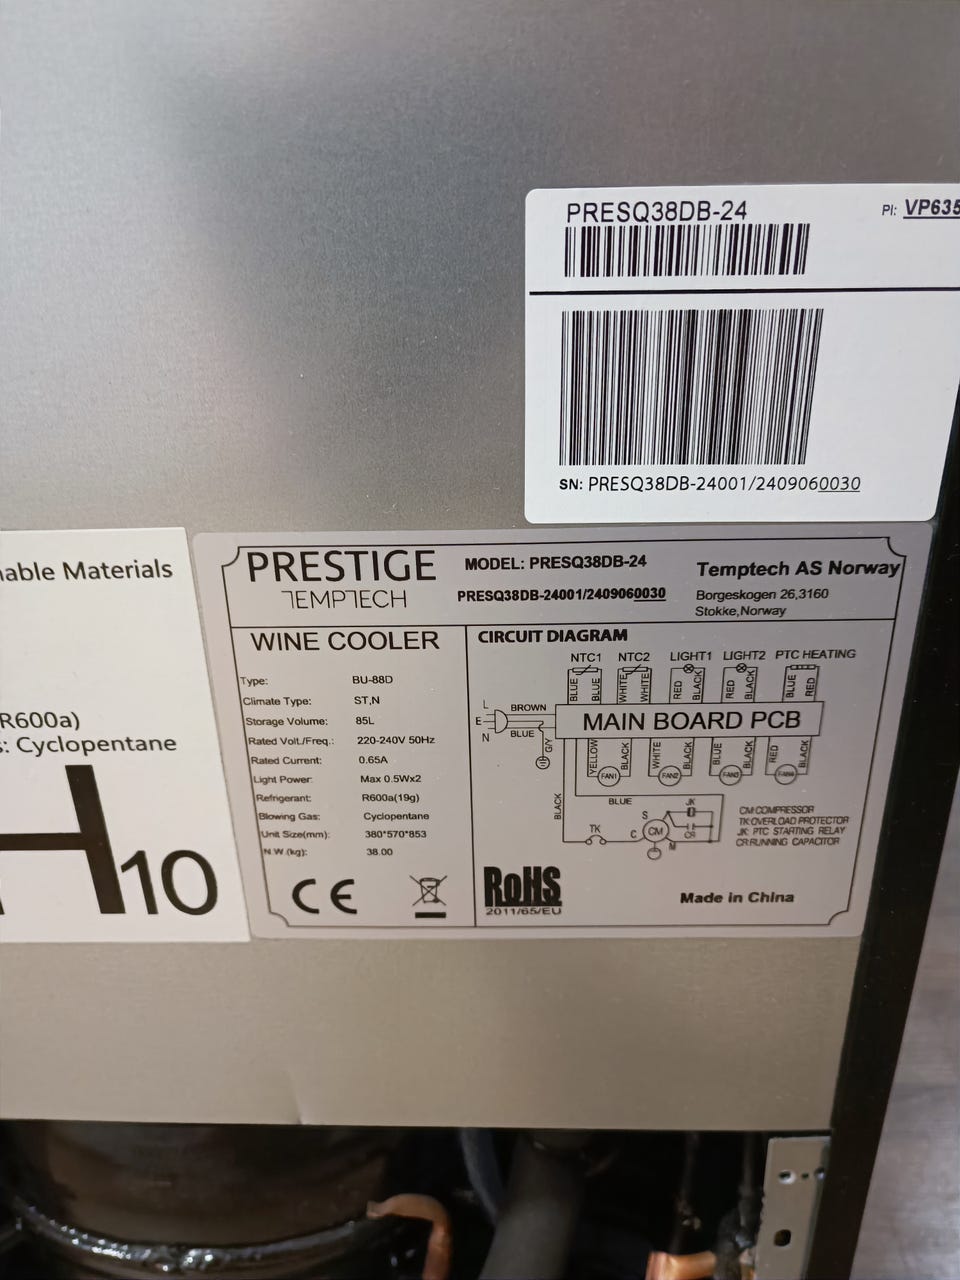 PRESQ38DB-24
PI: VP635
SN: PRESQ38DB-24001/2409060030
nable Materials
R600a)
s: Cyclopentane
H10
PRESTIGE
TEMPTECH
MODEL: PRESQ38DB-24
PRESQ38DB-24001/2409060030
Temptech AS Norway
Borgeskogen 26,3160
Stokke,Norway
WINE COOLER
Type: BU-88D
Climate Type: ST,N
Storage Volume: 85L
Rated Volt./Freq.: 220-240V 50Hz
Rated Current: 0.65A
Light Power: Max 0.5Wx2
Refrigerant: R600a(19g)
Blowing Gas: Cyclopentane
Unit Size(mm): 380*570*853
N.W.(kg): 38.00
CE
CIRCUIT DIAGRAM
NTC1 NTC2 LIGHT1 LIGHT2 PTC HEATING
BLUE BLUE WHITE WHITE RED BLACK RED BLACK BLUE RED
L
E
N
BROWN
BLUE
G/Y
MAIN BOARD PCB
YELLOW BLACK WHITE BLACK BLUE BLACK RED BLACK
FAN1 FAN2 FAN3 FAN4
BLACK
BLUE
TK
C
S
CM
M
JK
CR
CM:COMPRESSOR
TK:OVERLOAD PROTECTOR
JK: PTC STARTING RELAY
CR:RUNNING CAPACITOR
RoHS
2011/65/EU
Made in China